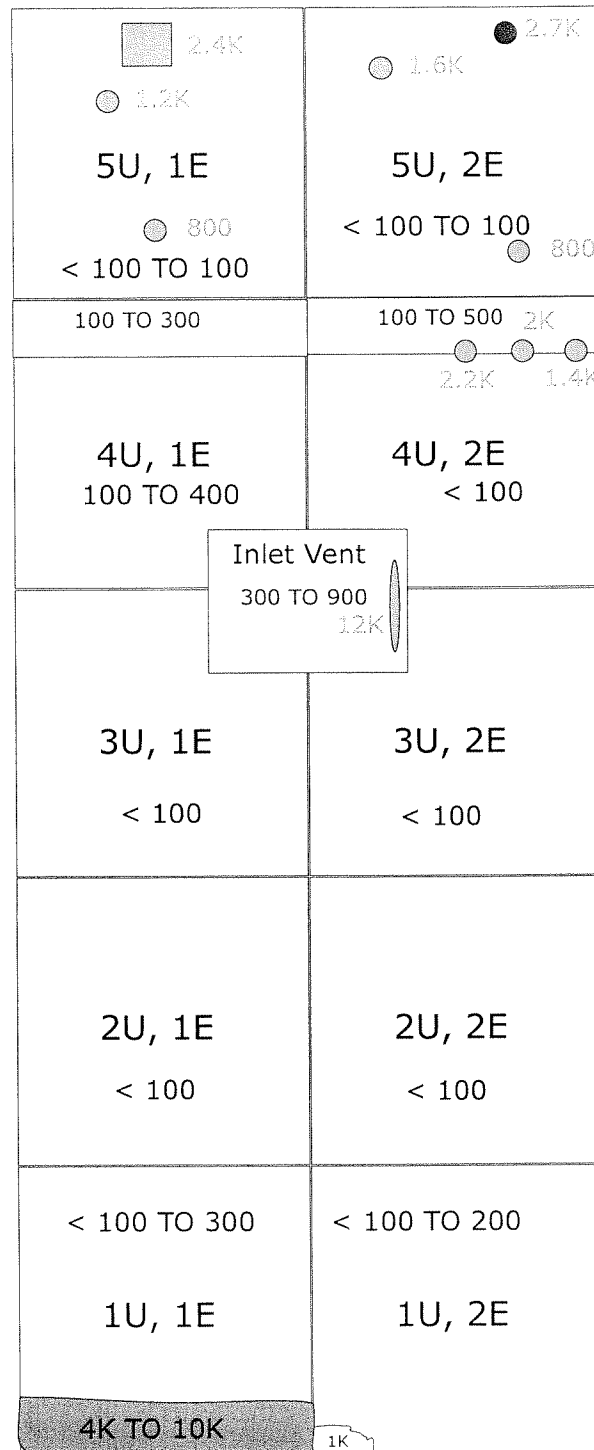 2.4K
2.7K
1.6K
1.2K
5U, 1E
5U, 2E
800
< 100 TO 100
< 100 TO 100
800
100 TO 300
100 TO 500
2K
2.2K
1.4K
4U, 1E
100 TO 400
4U, 2E
< 100
Inlet Vent
300 TO 900
12K
3U, 1E
3U, 2E
< 100
< 100
2U, 1E
2U, 2E
< 100
< 100
< 100 TO 300
< 100 TO 200
1U, 1E
1U, 2E
4K TO 10K
1K